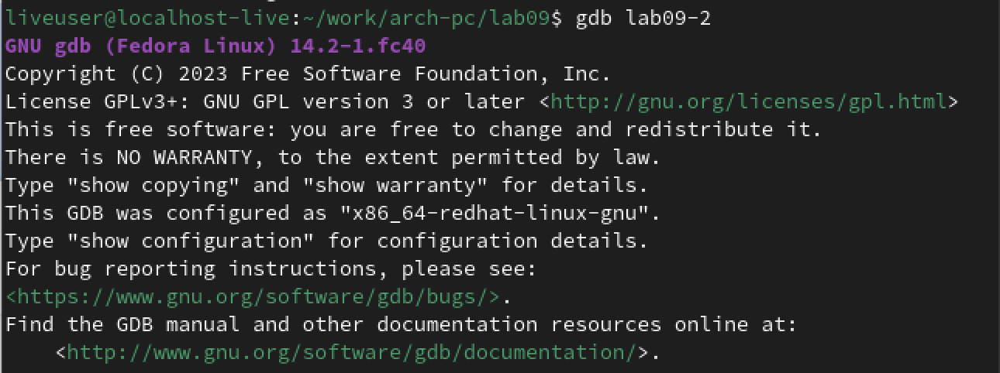 liveuser@localhost-live:~/work/arch-pc/lab09$ gdb lab09-2
GNU gdb (Fedora Linux) 14.2-1.fc40
Copyright (C) 2023 Free Software Foundation, Inc.
License GPLv3+: GNU GPL version 3 or later <http://gnu.org/licenses/gpl.html>
This is free software: you are free to change and redistribute it.
There is NO WARRANTY, to the extent permitted by law.
Type "show copying" and "show warranty" for details.
This GDB was configured as "x86_64-redhat-linux-gnu".
Type "show configuration" for configuration details.
For bug reporting instructions, please see:
<https://www.gnu.org/software/gdb/bugs/>.
Find the GDB manual and other documentation resources online at:
    <http://www.gnu.org/software/gdb/documentation/>.